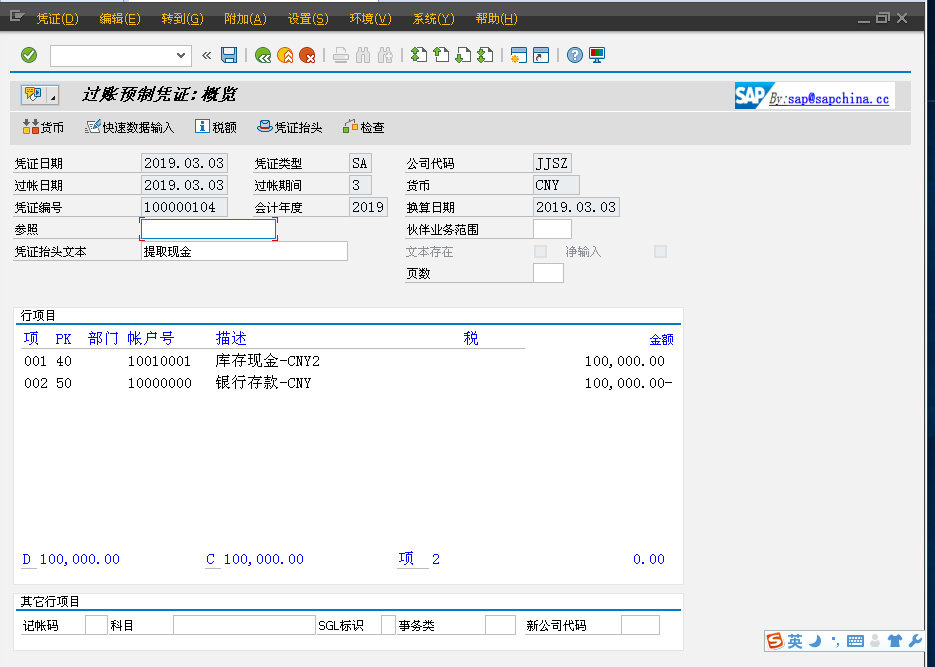 凭证(D) 编辑(E) 转到(G) 附加(A) 设置(S) 环境(V) 系统(Y) 帮助(H)
过账预制凭证:概览
SAP By:sap@sapchina.cc
货币 快速数据输入 税额 凭证抬头 检查
凭证日期 2019.03.03 凭证类型 SA 公司代码 JJSZ
过帐日期 2019.03.03 过帐期间 3 货币 CNY
凭证编号 100000104 会计年度 2019 换算日期 2019.03.03
参照 伙伴业务范围
凭证抬头文本 提取现金 文本存在 净输入
页数
行项目
项 PK 部门 帐户号 描述 税 金额
001 40 10010001 库存现金-CNY2 100,000.00
002 50 10000000 银行存款-CNY 100,000.00-
D 100,000.00 C 100,000.00 项 2 0.00
其它行项目
记帐码 科目 SGL标识 事务类 新公司代码
英